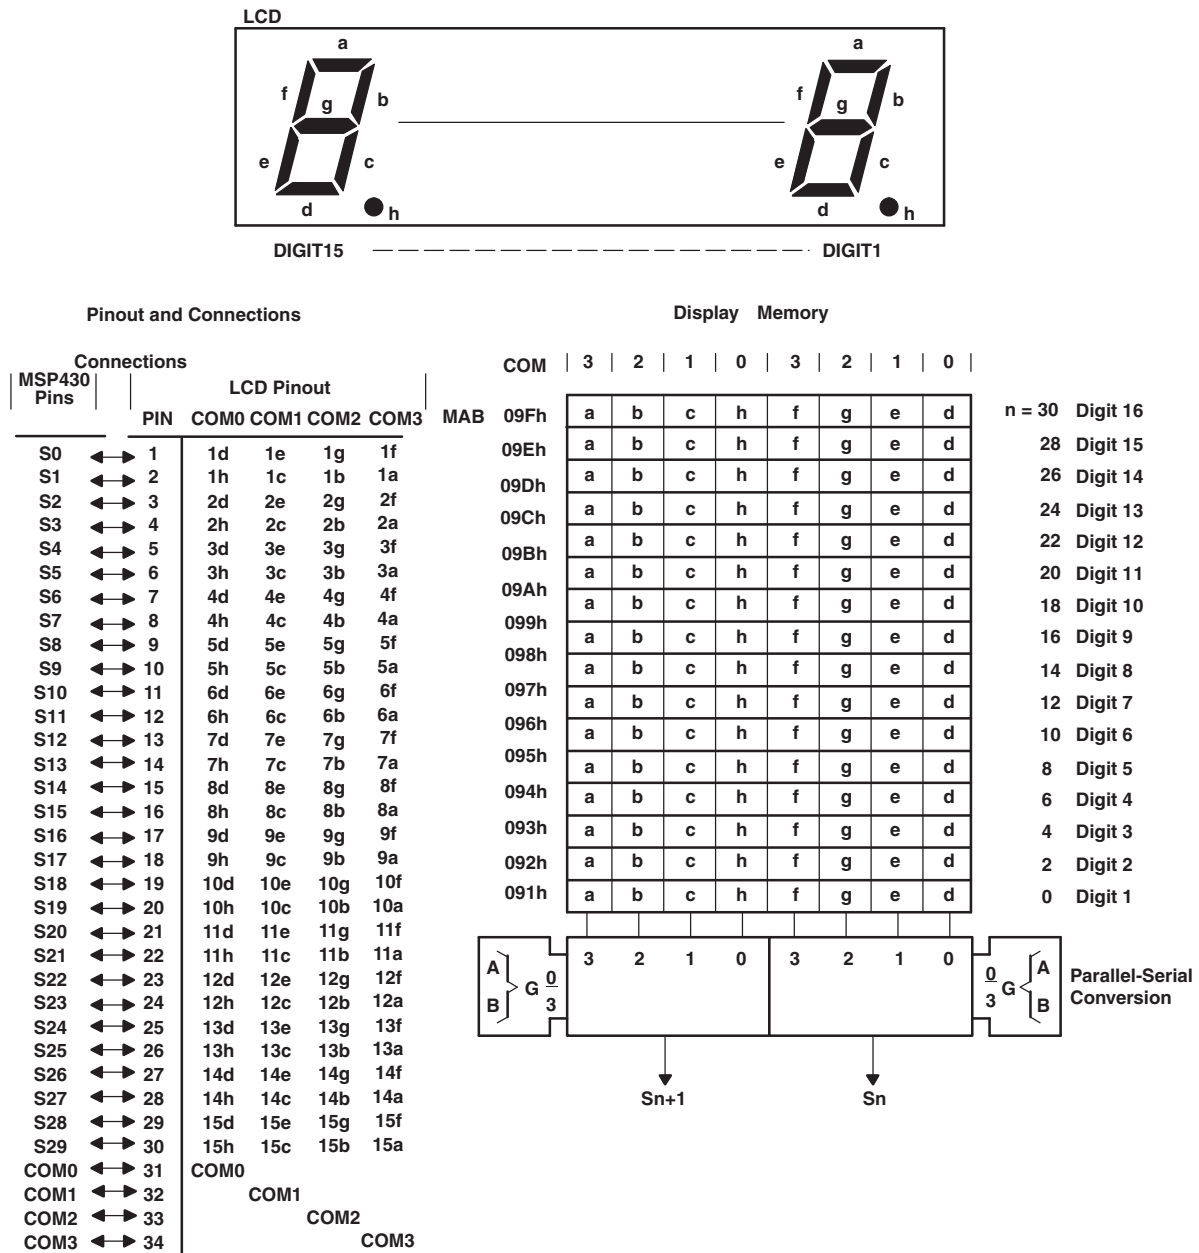 LCD
a a
f g b f g b
e c e c
d h d h
DIGIT15 DIGIT1
Pinout and Connections
Connections
MSP430 Pins LCD Pinout
PIN COM0 COM1 COM2 COM3
S0 1 1d 1e 1g 1f
S1 2 1h 1c 1b 1a
S2 3 2d 2e 2g 2f
S3 4 2h 2c 2b 2a
S4 5 3d 3e 3g 3f
S5 6 3h 3c 3b 3a
S6 7 4d 4e 4g 4f
S7 8 4h 4c 4b 4a
S8 9 5d 5e 5g 5f
S9 10 5h 5c 5b 5a
S10 11 6d 6e 6g 6f
S11 12 6h 6c 6b 6a
S12 13 7d 7e 7g 7f
S13 14 7h 7c 7b 7a
S14 15 8d 8e 8g 8f
S15 16 8h 8c 8b 8a
S16 17 9d 9e 9g 9f
S17 18 9h 9c 9b 9a
S18 19 10d 10e 10g 10f
S19 20 10h 10c 10b 10a
S20 21 11d 11e 11g 11f
S21 22 11h 11c 11b 11a
S22 23 12d 12e 12g 12f
S23 24 12h 12c 12b 12a
S24 25 13d 13e 13g 13f
S25 26 13h 13c 13b 13a
S26 27 14d 14e 14g 14f
S27 28 14h 14c 14b 14a
S28 29 15d 15e 15g 15f
S29 30 15h 15c 15b 15a
COM0 31 COM0
COM1 32 COM1
COM2 33 COM2
COM3 34 COM3
Display Memory
COM 3 2 1 0 3 2 1 0
MAB 09Fh a b c h f g e d n = 30 Digit 16
09Eh a b c h f g e d 28 Digit 15
09Dh a b c h f g e d 26 Digit 14
09Ch a b c h f g e d 24 Digit 13
09Bh a b c h f g e d 22 Digit 12
09Ah a b c h f g e d 20 Digit 11
099h a b c h f g e d 18 Digit 10
098h a b c h f g e d 16 Digit 9
097h a b c h f g e d 14 Digit 8
096h a b c h f g e d 12 Digit 7
095h a b c h f g e d 10 Digit 6
094h a b c h f g e d 8 Digit 5
093h a b c h f g e d 6 Digit 4
092h a b c h f g e d 4 Digit 3
091h a b c h f g e d 2 Digit 2
a b c h f g e d 0 Digit 1
A B G 0 3 3 2 1 0 3 2 1 0 0 3 G A B
Parallel-Serial
Conversion
Sn+1 Sn